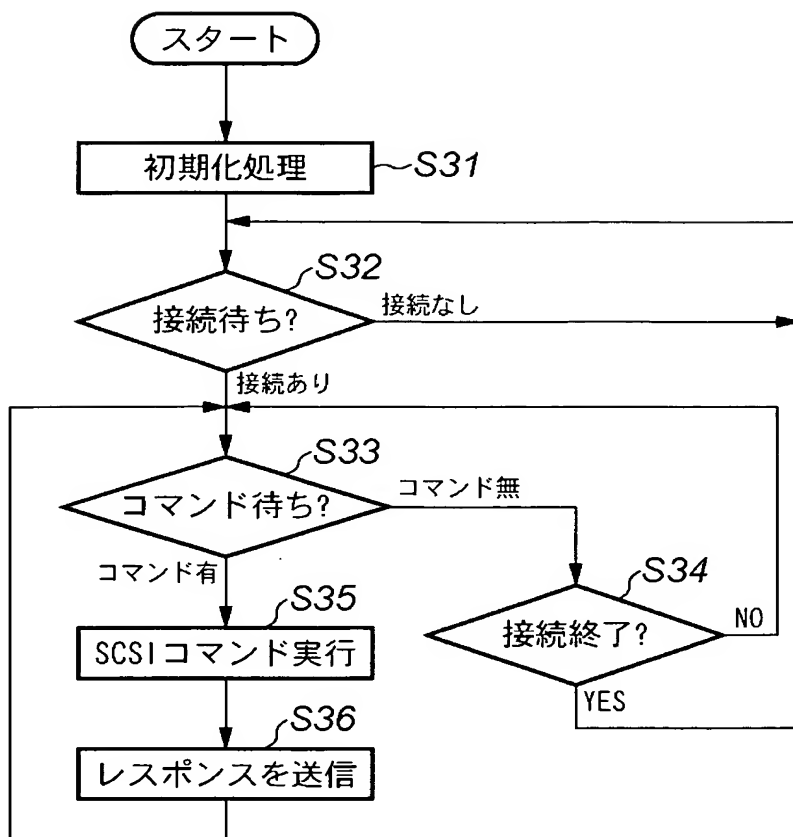 スタート
初期化処理
S31
S32
接続待ち?
接続なし
接続あり
S33
コマンド待ち?
コマンド無
コマンド有
S34
接続終了?
NO
YES
S35
SCSIコマンド実行
S36
レスポンスを送信